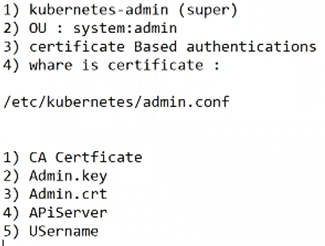 1) kubernetes-admin (super)
2) OU : system:admin
3) certificate Based authentications
4) whare is certificate :
/etc/kubernetes/admin.conf
1) CA Certficate
2) Admin.key
3) Admin.crt
4) APiServer
5) USername